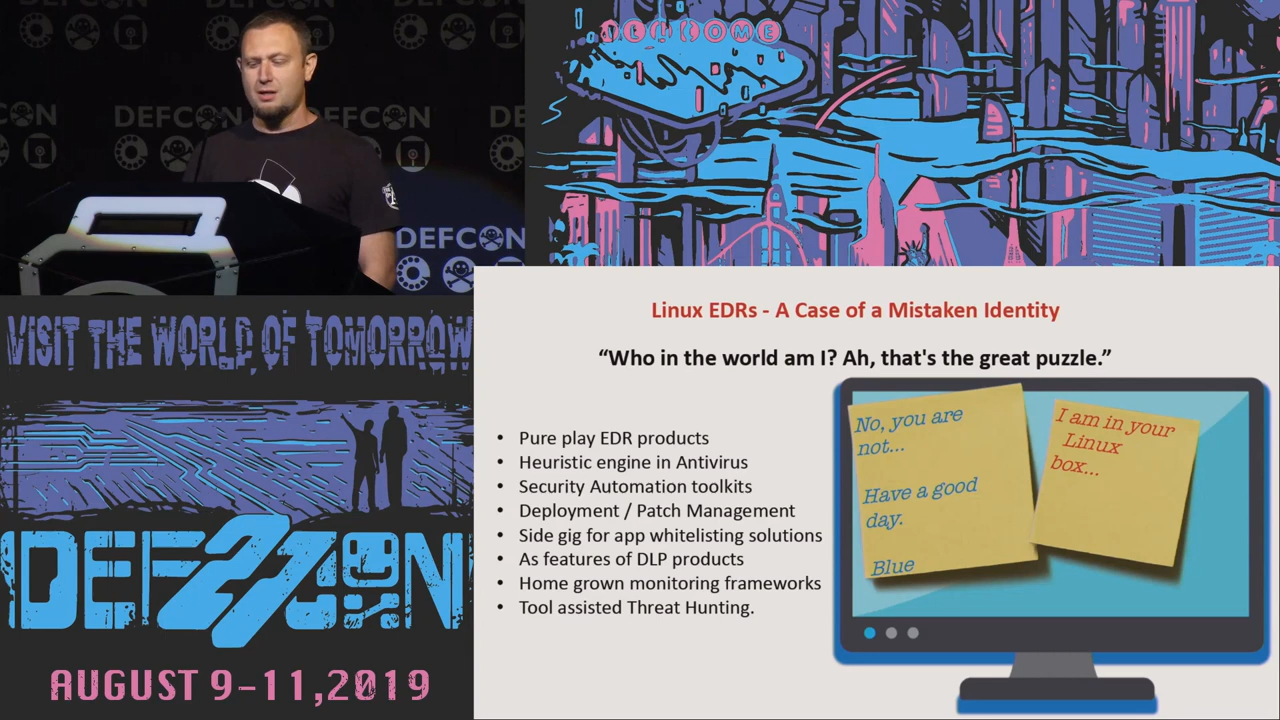 WELCOME
DEFCON
DEFCON
DEFCON
DEFCON
VISIT THE WORLD OF TOMORROW
DEF27CON
AUGUST 9-11,2019
Linux EDRs - A Case of a Mistaken Identity
“Who in the world am I? Ah, that's the great puzzle.”
• Pure play EDR products
• Heuristic engine in Antivirus
• Security Automation toolkits
• Deployment / Patch Management
• Side gig for app whitelisting solutions
• As features of DLP products
• Home grown monitoring frameworks
• Tool assisted Threat Hunting.
No, you are
not...
Have a good
day.
Blue
I am in your
Linux
box...